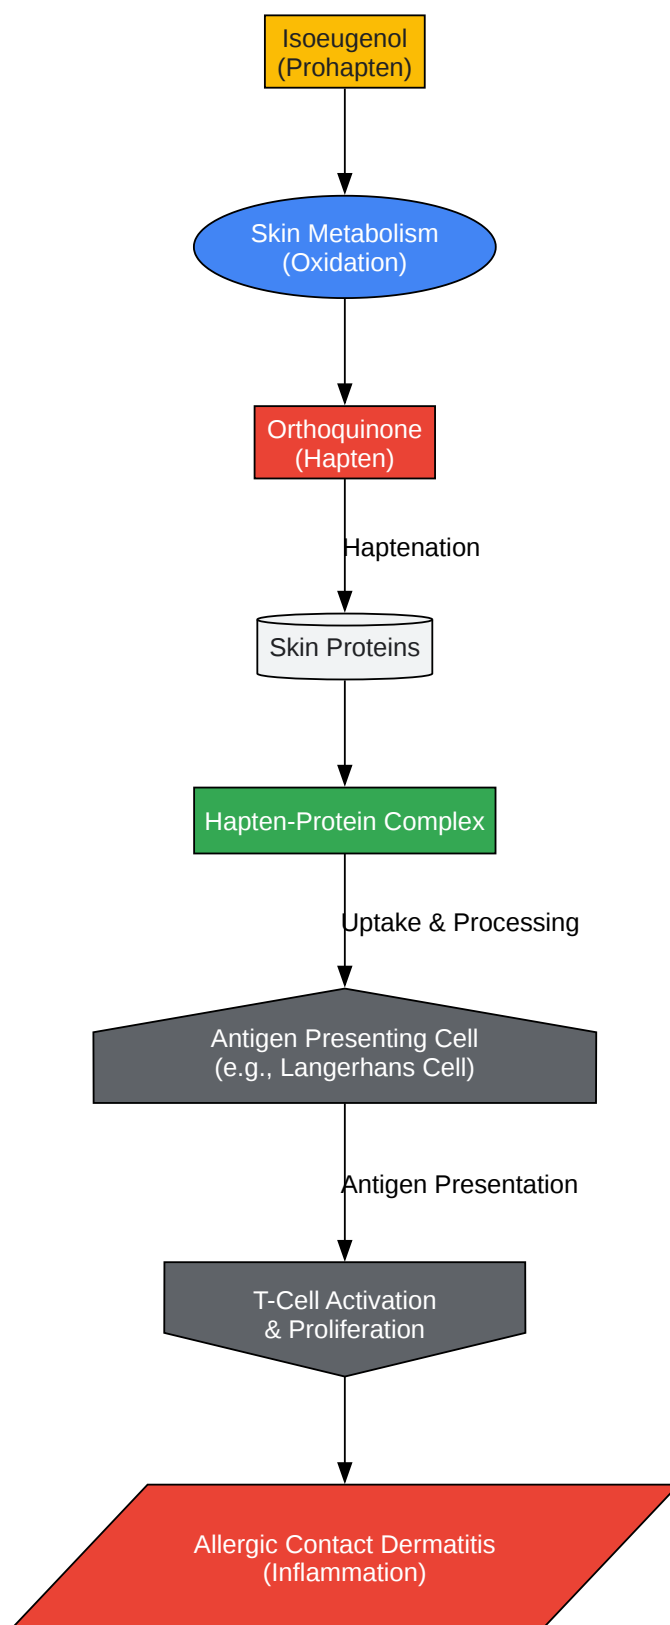 Isoeugenol
(Prohapten)
Skin Metabolism
(Oxidation)
Orthoquinone
(Hapten)
Haptenation
Skin Proteins
Hapten-Protein Complex
Uptake & Processing
Antigen Presenting Cell
(e.g., Langerhans Cell)
Antigen Presentation
T-Cell Activation
& Proliferation
Allergic Contact Dermatitis
(Inflammation)